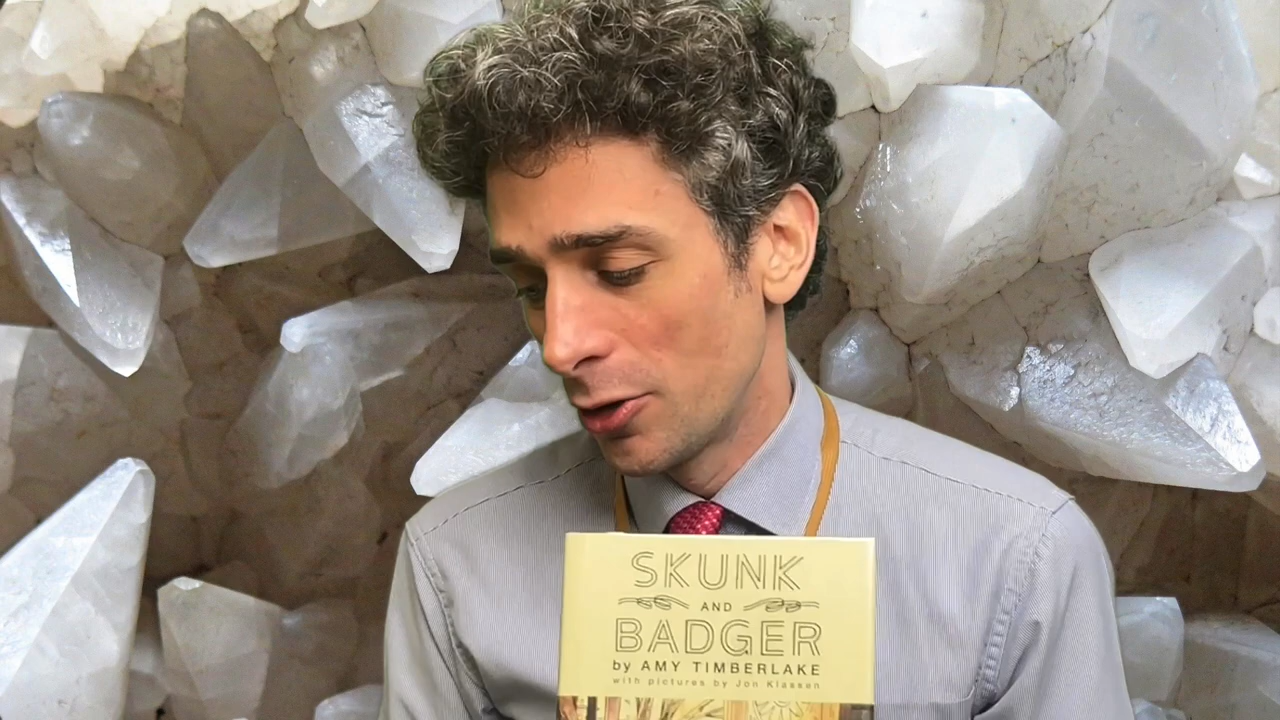 SKUNK
AND
BADGER
by AMY TIMBERLAKE
with pictures by Jon Klassen